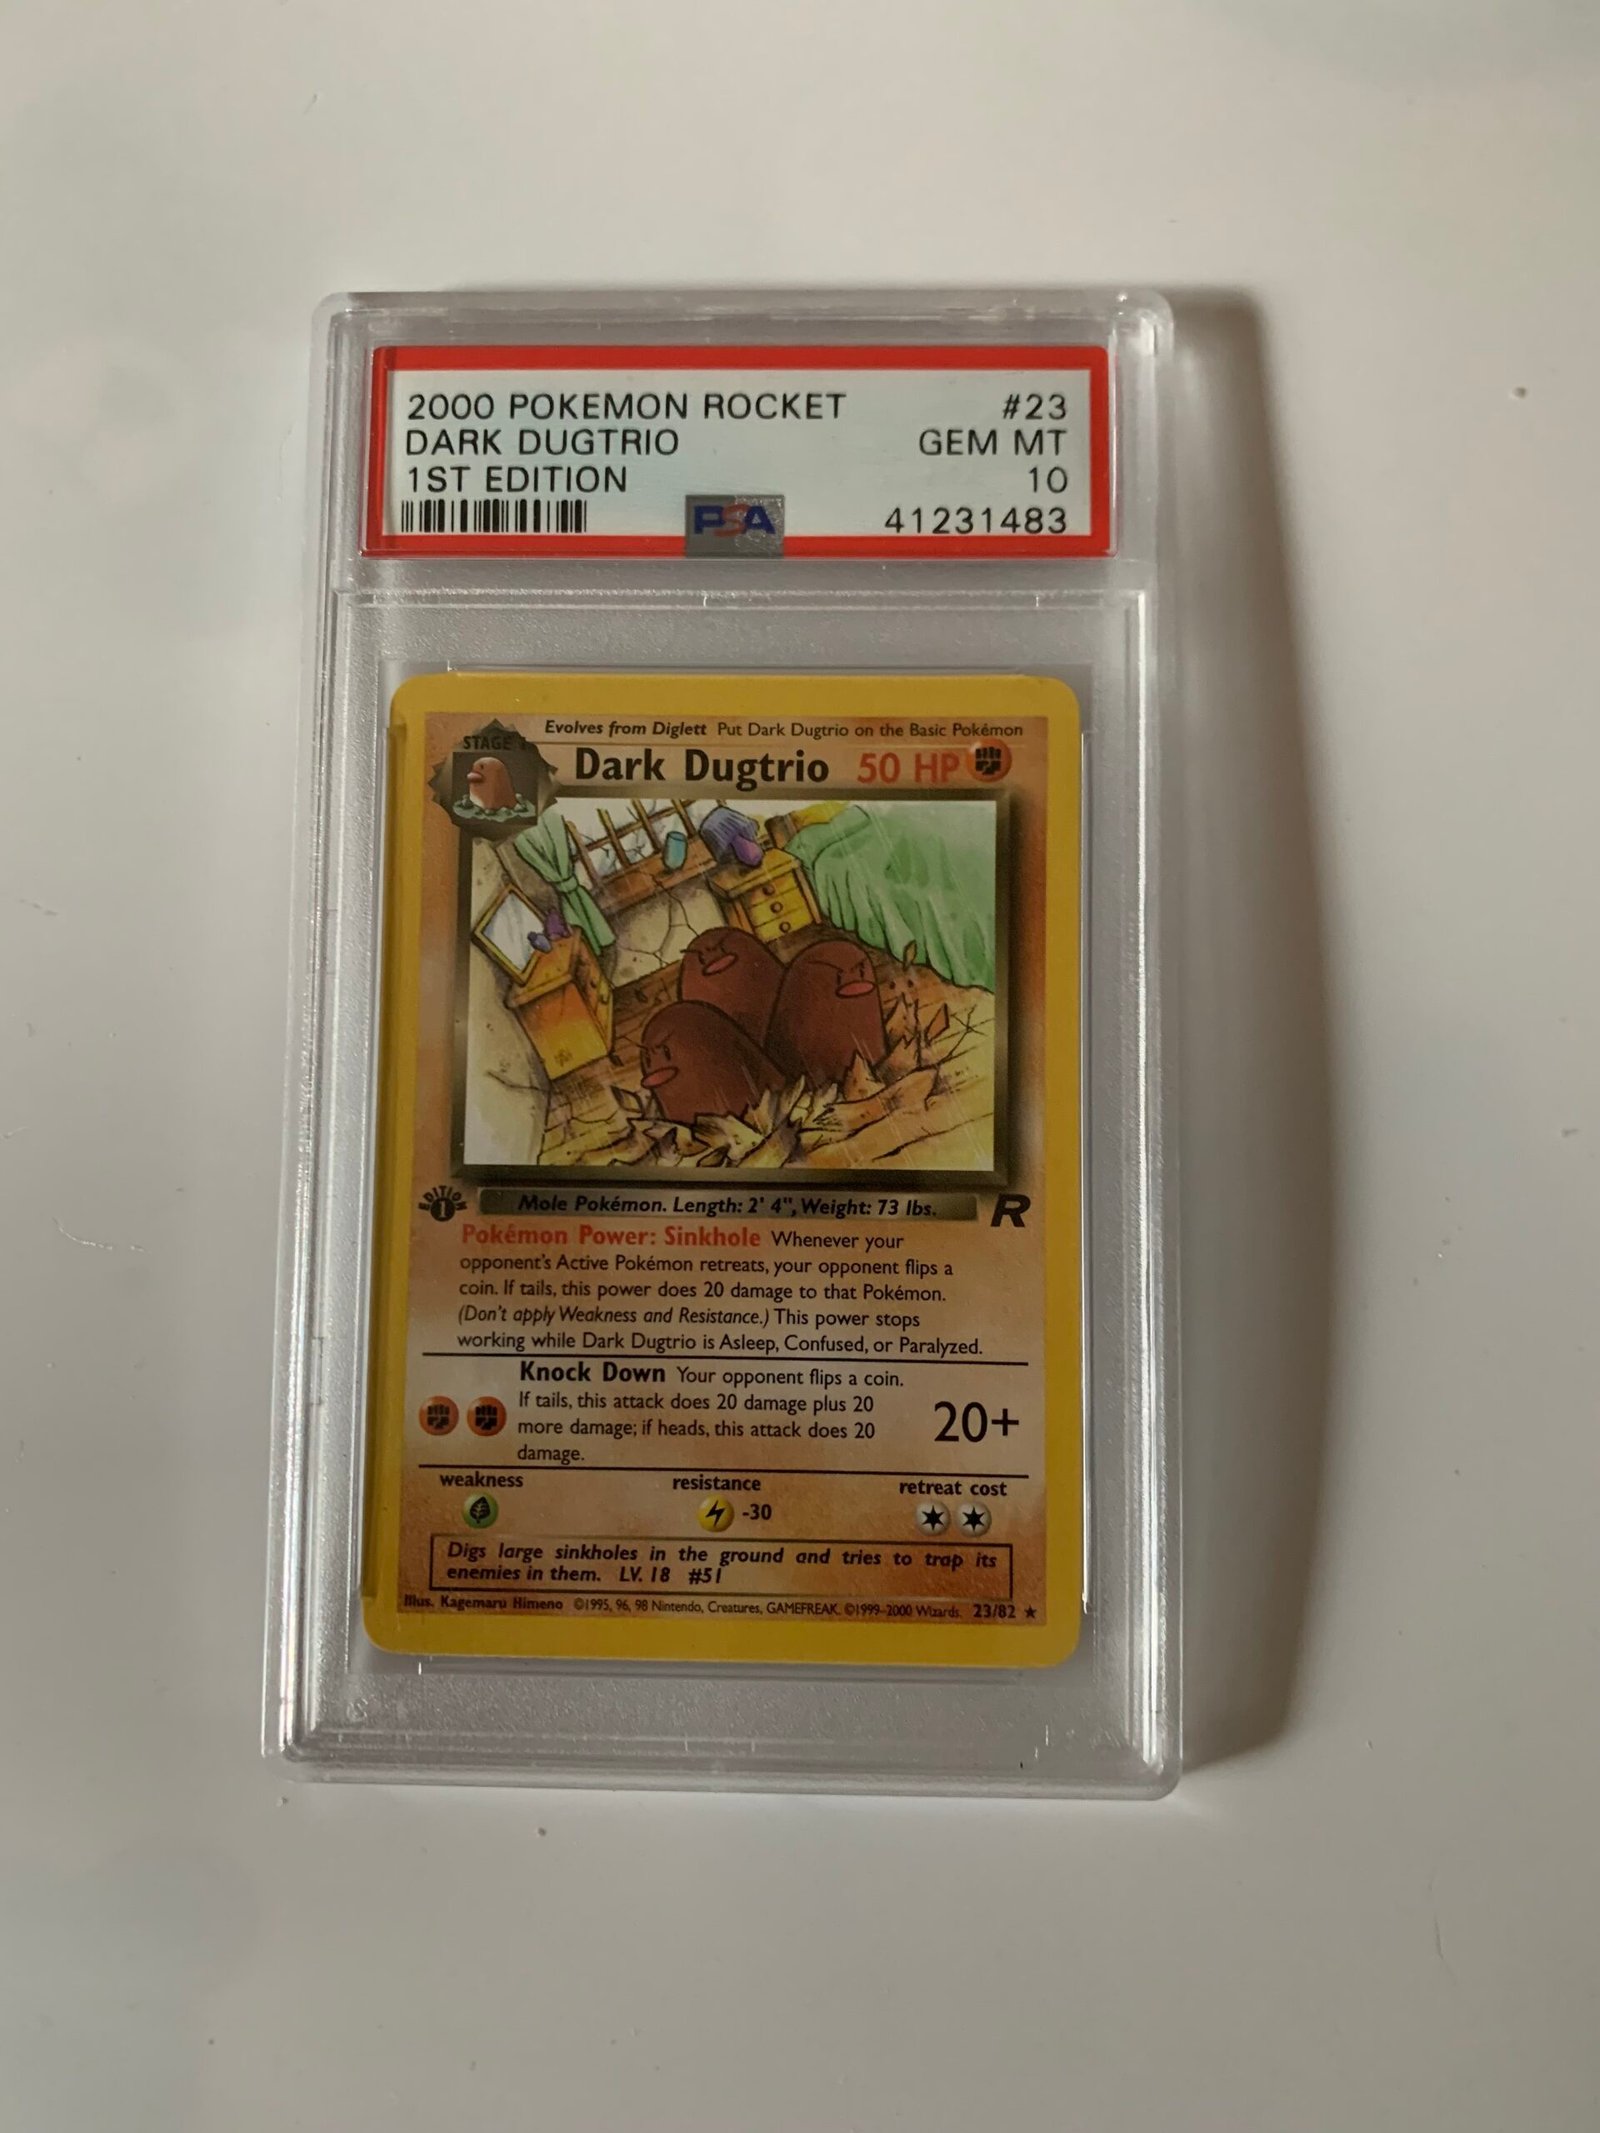 2000 POKEMON ROCKET #23
DARK DUGTRIO GEM MT
1ST EDITION 10
PSA 41231483
Evolves from Diglett Put Dark Dugtrio on the Basic Pokémon
STAGE 1
Dark Dugtrio 50 HP
EDITION 1
Mole Pokémon. Length: 2' 4", Weight: 73 lbs.
R
Pokémon Power: Sinkhole Whenever your
opponent's Active Pokémon retreats, your opponent flips a
coin. If tails, this power does 20 damage to that Pokémon.
(Don't apply Weakness and Resistance.) This power stops
working while Dark Dugtrio is Asleep, Confused, or Paralyzed.
Knock Down Your opponent flips a coin.
If tails, this attack does 20 damage plus 20
more damage; if heads, this attack does 20
damage.
20+
weakness resistance retreat cost
-30
Digs large sinkholes in the ground and tries to trap its
enemies in them. LV. 18 #51
Illus. Kagemaru Himeno ©1995, 96, 98 Nintendo, Creatures, GAMEFREAK. ©1999-2000 Wizards. 23/82 ★